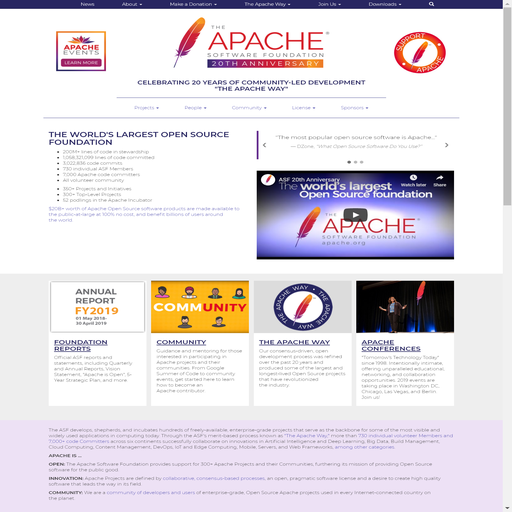 News About Make a Donation The Apache Way Join Us Downloads
APACHE
EVENTS
LEARN MORE
THE
APACHE®
SOFTWARE FOUNDATION
20TH ANNIVERSARY
SUPPORT
APACHE
CELEBRATING 20 YEARS OF COMMUNITY-LED DEVELOPMENT
"THE APACHE WAY"
Projects People Community License Sponsors
THE WORLD'S LARGEST OPEN SOURCE
FOUNDATION
200M+ lines of code in stewardship
1,058,321,099 lines of code committed
3,022,836 code commits
730 individual ASF Members
7,000 Apache code committers
All volunteer community
350+ Projects and Initiatives
300+ Top-Level Projects
52 podlings in the Apache Incubator
$20B+ worth of Apache Open Source software products are made available to
the public-at-large at 100% no cost, and benefit billions of users around
the world.
"The most popular open source software is Apache..."
— DZone, "What Open Source Software Do You Use?"
ASF 20th Anniversary
Watch later Share
The world's largest
Open Source foundation
THE
APACHE
SOFTWARE FOUNDATION
apache.org
ANNUAL
REPORT
FY2019
01 May 2018-
30 April 2019
FOUNDATION
REPORTS
Official ASF reports and
statements, including Quarterly
and Annual Reports, Vision
Statement, "Apache is Open", 5-
Year Strategic Plan, and more.
COMMUNITY
COMMUNITY
Guidance and mentoring for those
interested in participating in
Apache projects and their
communities. From Google
Summer of Code to community
events, get started here to learn
how to become an
Apache contributor.
THE APACHE WAY
THE APACHE WAY
Our consensus-driven, open
development process was refined
over the past 20 years and
produced some of the largest and
longest-lived Open Source projects
that have revolutionized
the industry.
APACHE
CONFERENCES
"Tomorrow's Technology Today"
since 1998. Intentionally intimate,
offering unparalleled educational,
networking, and collaboration
opportunities. 2019 events are
taking place in Washington DC,
Chicago, Las Vegas, and Berlin.
Join us!
The ASF develops, shepherds, and incubates hundreds of freely-available, enterprise-grade projects that serve as the backbone for some of the most visible and
widely used applications in computing today. Through the ASF's merit-based process known as "The Apache Way," more than 730 individual volunteer Members and
7,000+ code Committers across six continents successfully collaborate on innovations in Artificial Intelligence and Deep Learning, Big Data, Build Management,
Cloud Computing, Content Management, DevOps, IoT and Edge Computing, Mobile, Servers, and Web Frameworks, among other categories.
APACHE IS ...
OPEN: The Apache Software Foundation provides support for 300+ Apache Projects and their Communities, furthering its mission of providing Open Source
software for the public good.
INNOVATION: Apache Projects are defined by collaborative, consensus-based processes, an open, pragmatic software license and a desire to create high quality
software that leads the way in its field.
COMMUNITY: We are a community of developers and users of enterprise-grade, Open Source Apache projects used in every Internet-connected country on
the planet.